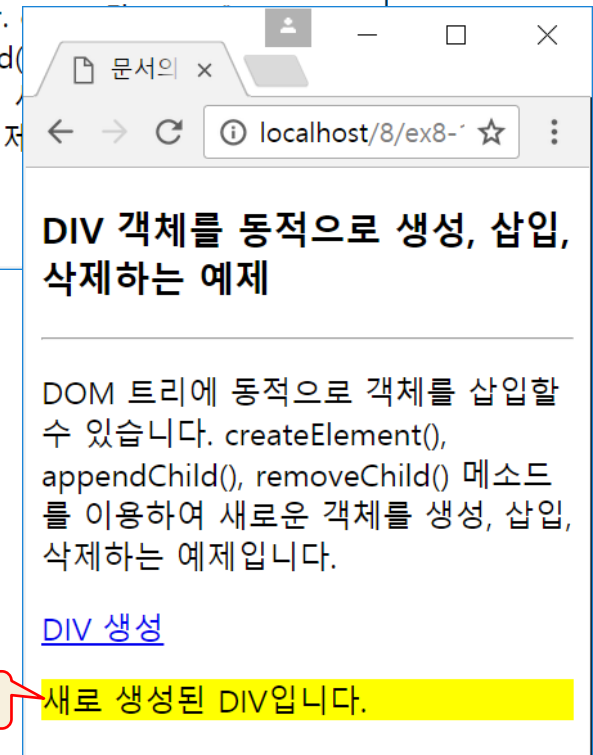 문서의
localhost/8/ex8-
DIV 객체를 동적으로 생성, 삽입,
삭제하는 예제
DOM 트리에 동적으로 객체를 삽입할
수 있습니다. createElement(),
appendChild(), removeChild() 메소드
를 이용하여 새로운 객체를 생성, 삽입,
삭제하는 예제입니다.
DIV 생성
새로 생성된 DIV입니다.